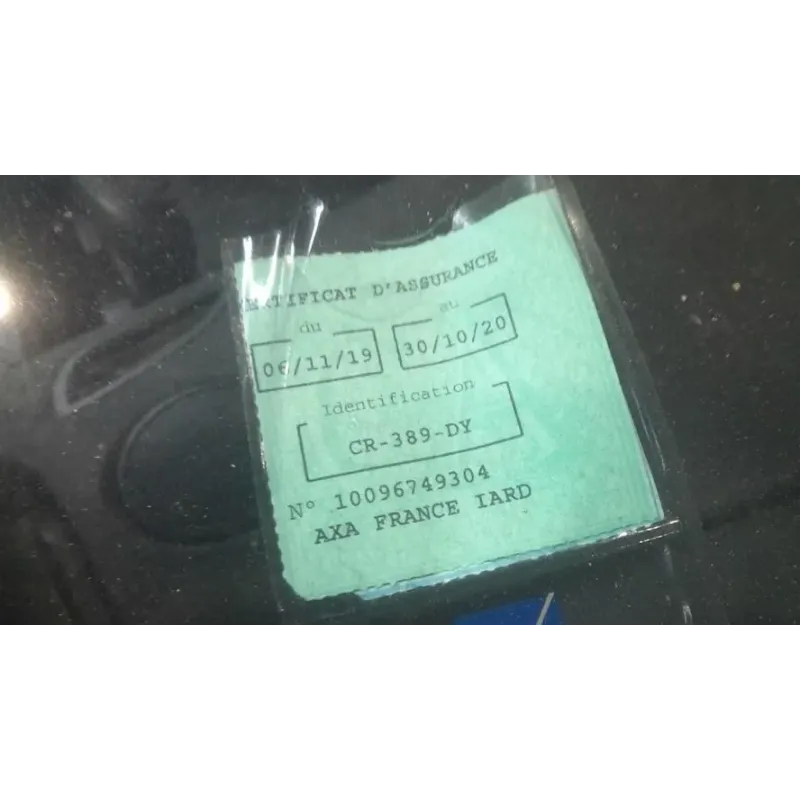 CERTIFICAT D'ASSURANCE
du au
06/11/19 30/10/20
Identification
CR-389-DY
N° 10096749304
AXA FRANCE IARD